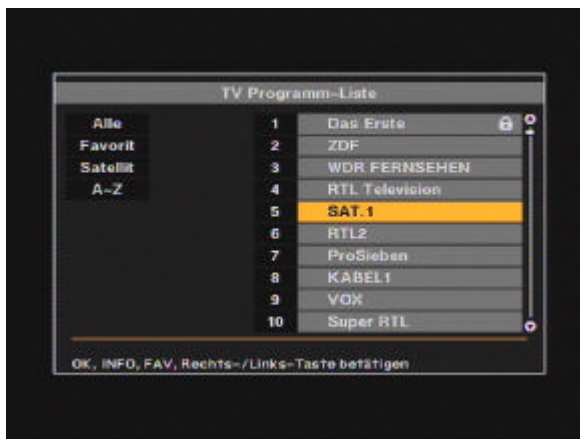 TV Programm-Liste
Alle
Favorit
Satellit
A-Z
1 Das Erste
2 ZDF
3 WDR FERNSEHEN
4 RTL Television
5 SAT.1
6 RTL2
7 ProSieben
8 KABEL1
9 VOX
10 Super RTL
OK, INFO, FAV, Rechts-/Links-Taste betätigen